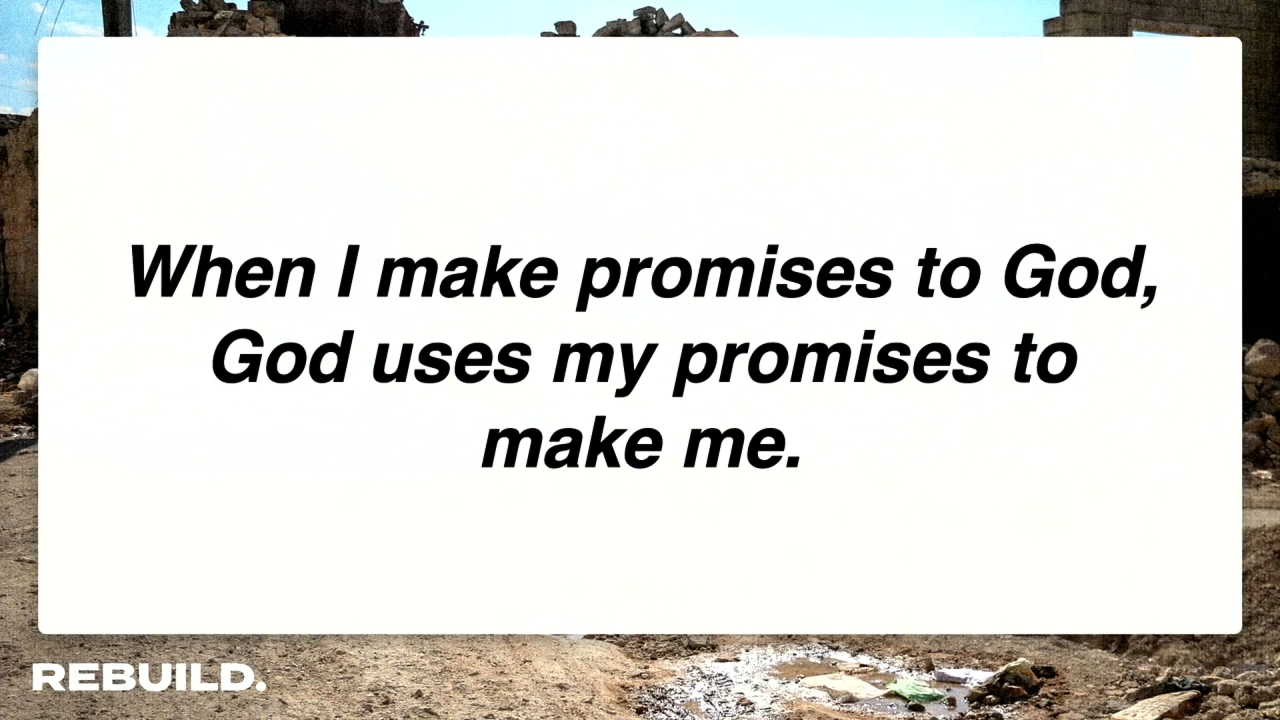 When I make promises to God,
God uses my promises to
make me.
REBUILD.